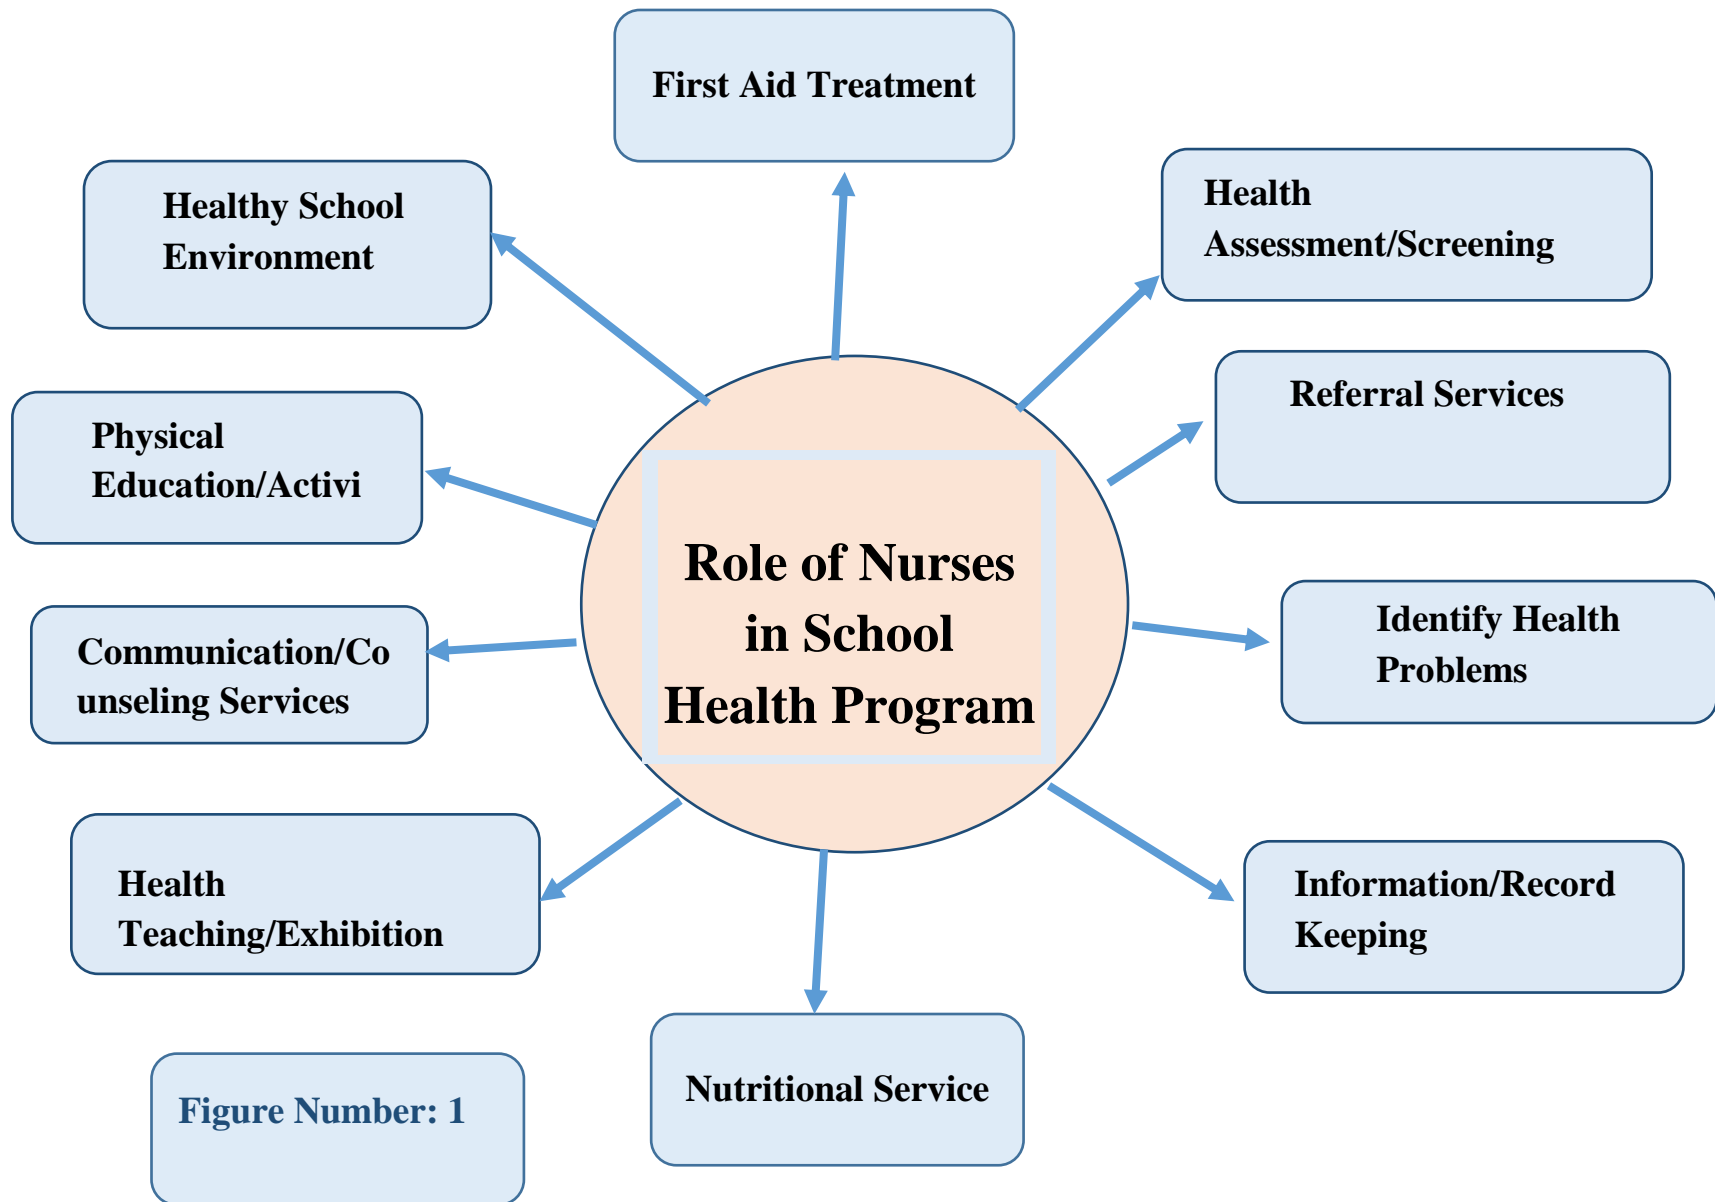 First Aid Treatment
Healthy School
Environment
Health
Assessment/Screening
Physical
Education/Activi
Referral Services
Role of Nurses
in School
Health Program
Communication/Co
unseling Services
Identify Health
Problems
Health
Teaching/Exhibition
Information/Record
Keeping
Nutritional Service
Figure Number: 1